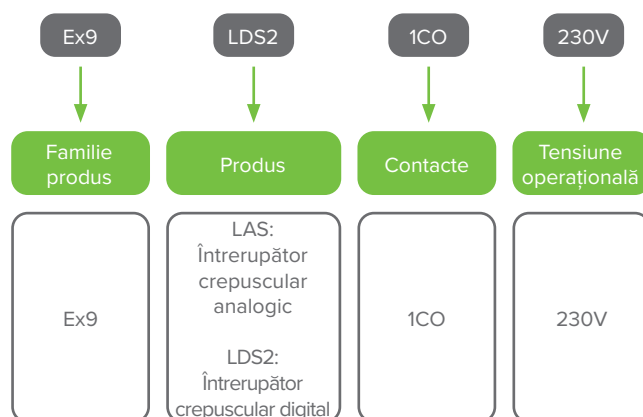 Ex9
LDS2
1CO
230V
Familie
produs
Produs
Contacte
Tensiune
operațională
Ex9
LAS:
Întrerupător
crepuscular
analogic
LDS2:
Întrerupător
crepuscular digital
1CO
230V